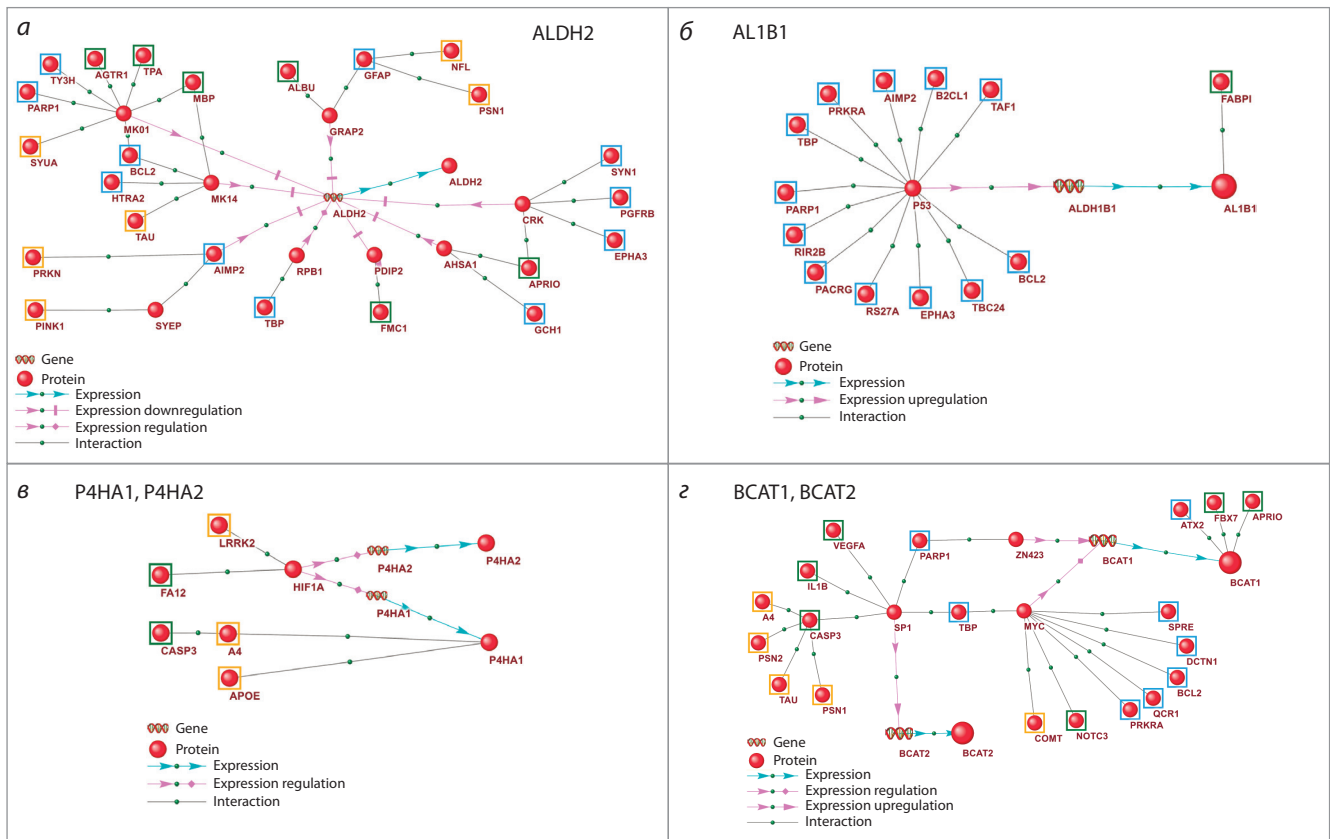 а
ALDH2
TY3H
AGTR1
TPA
MBP
PARP1
MK01
SYUA
BCL2
HTRA2
MK14
TAU
ALBU
GFAP
NFL
PSN1
GRAP2
ALDH2
ALDH2
SYN1
PGFRB
CRK
EPHA3
PRKN
AIMP2
RPB1
PDIP2
AHSA1
APRIO
PINK1
SYEP
TBP
FMC1
GCH1
Gene
Protein
Expression
Expression downregulation
Expression regulation
Interaction
б
AL1B1
PRKRA
AIMP2
B2CL1
TAF1
FABPI
TBP
PARP1
P53
ALDH1B1
AL1B1
RIR2B
PACRG
RS27A
EPHA3
TBC24
BCL2
Gene
Protein
Expression
Expression upregulation
Interaction
в
P4HA1, P4HA2
LRRK2
FA12
HIF1A
P4HA2
P4HA2
P4HA1
CASP3
A4
P4HA1
APOE
Gene
Protein
Expression
Expression regulation
Interaction
г
BCAT1, BCAT2
VEGFA
PARP1
ZN423
BCAT1
ATX2
FBX7
APRIO
BCAT1
IL1B
A4
CASP3
SP1
TBP
MYC
SPRE
PSN2
DCTN1
TAU
PSN1
BCL2
QCR1
PRKRA
COMT
NOTC3
BCAT2
BCAT2
Gene
Protein
Expression
Expression regulation
Expression upregulation
Interaction